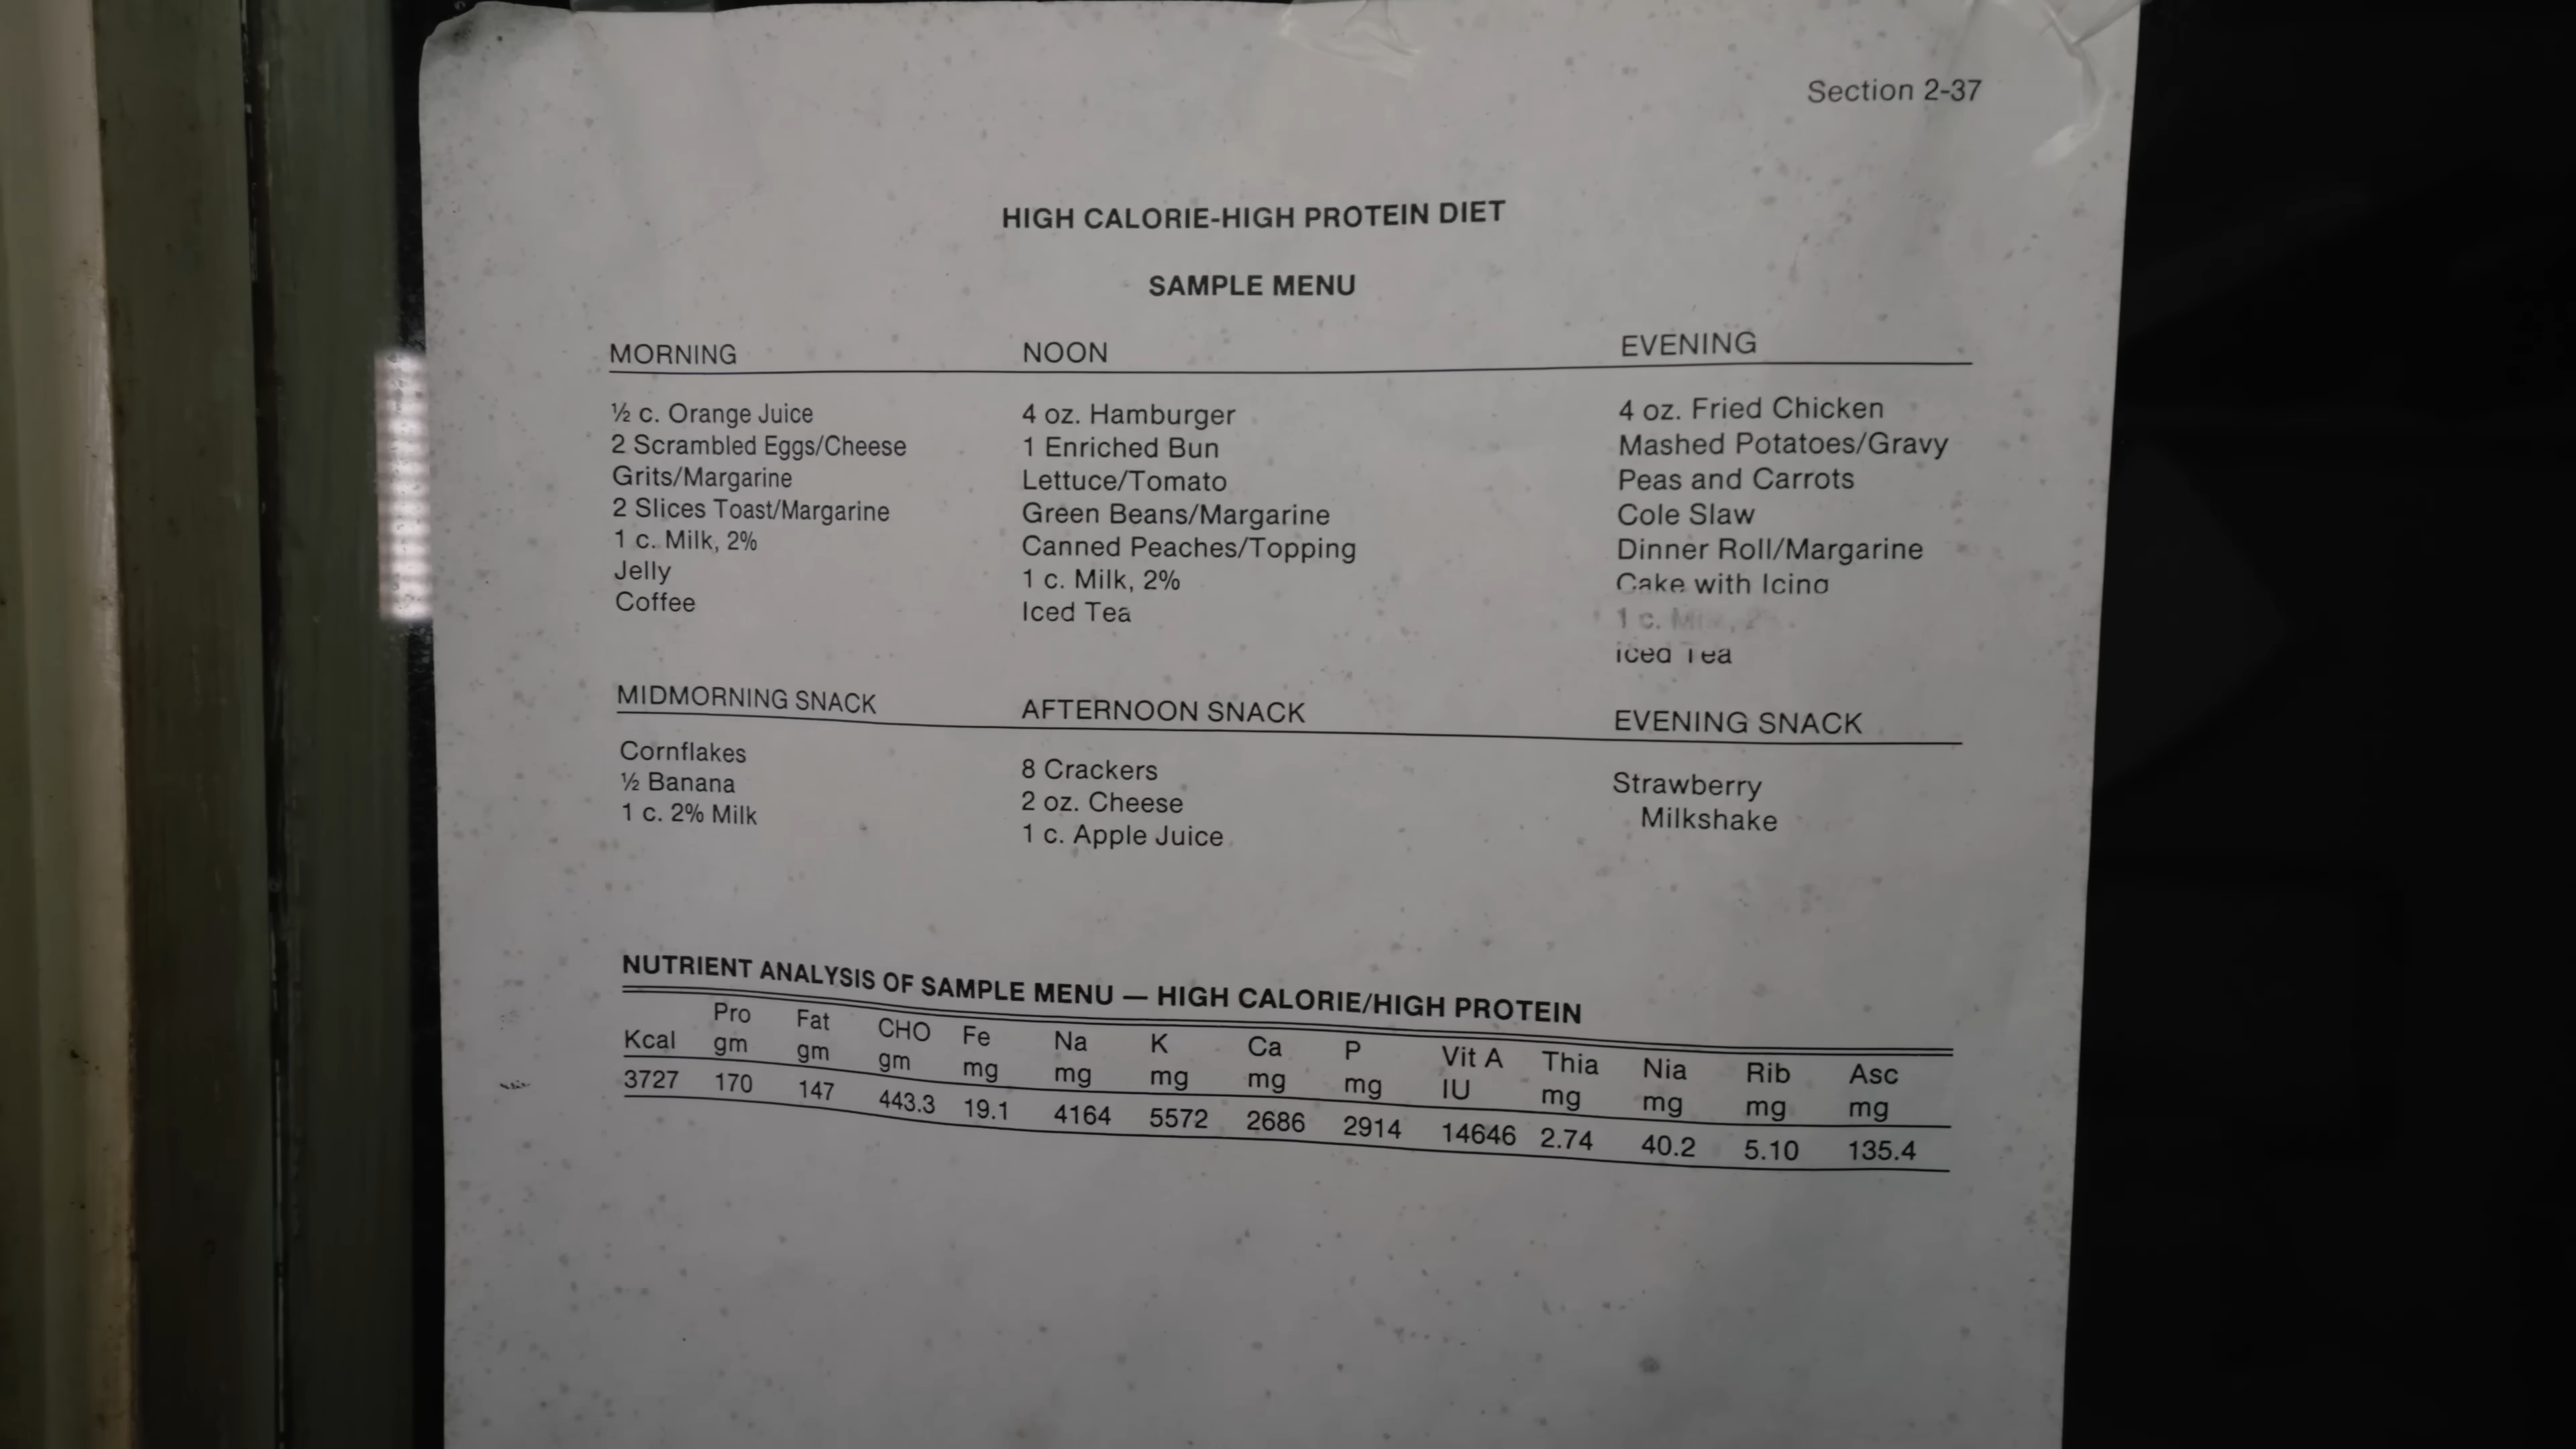 Section 2-37
HIGH CALORIE-HIGH PROTEIN DIET
SAMPLE MENU
MORNING
½ c. Orange Juice
2 Scrambled Eggs/Cheese
Grits/Margarine
2 Slices Toast/Margarine
1 c. Milk, 2%
Jelly
Coffee
NOON
4 oz. Hamburger
1 Enriched Bun
Lettuce/Tomato
Green Beans/Margarine
Canned Peaches/Topping
1 c. Milk, 2%
Iced Tea
EVENING
4 oz. Fried Chicken
Mashed Potatoes/Gravy
Peas and Carrots
Cole Slaw
Dinner Roll/Margarine
Cake with Icing
1 c.
Iced Tea
MIDMORNING SNACK
Cornflakes
½ Banana
1 c. 2% Milk
AFTERNOON SNACK
8 Crackers
2 oz. Cheese
1 c. Apple Juice
EVENING SNACK
Strawberry
Milkshake
NUTRIENT ANALYSIS OF SAMPLE MENU — HIGH CALORIE/HIGH PROTEIN
Kcal Pro gm Fat gm CHO gm Fe mg Na mg K mg Ca mg P mg Vit A IU Thia mg Nia mg Rib mg Asc mg
3727 170 147 443.3 19.1 4164 5572 2686 2914 14646 2.74 40.2 5.10 135.4